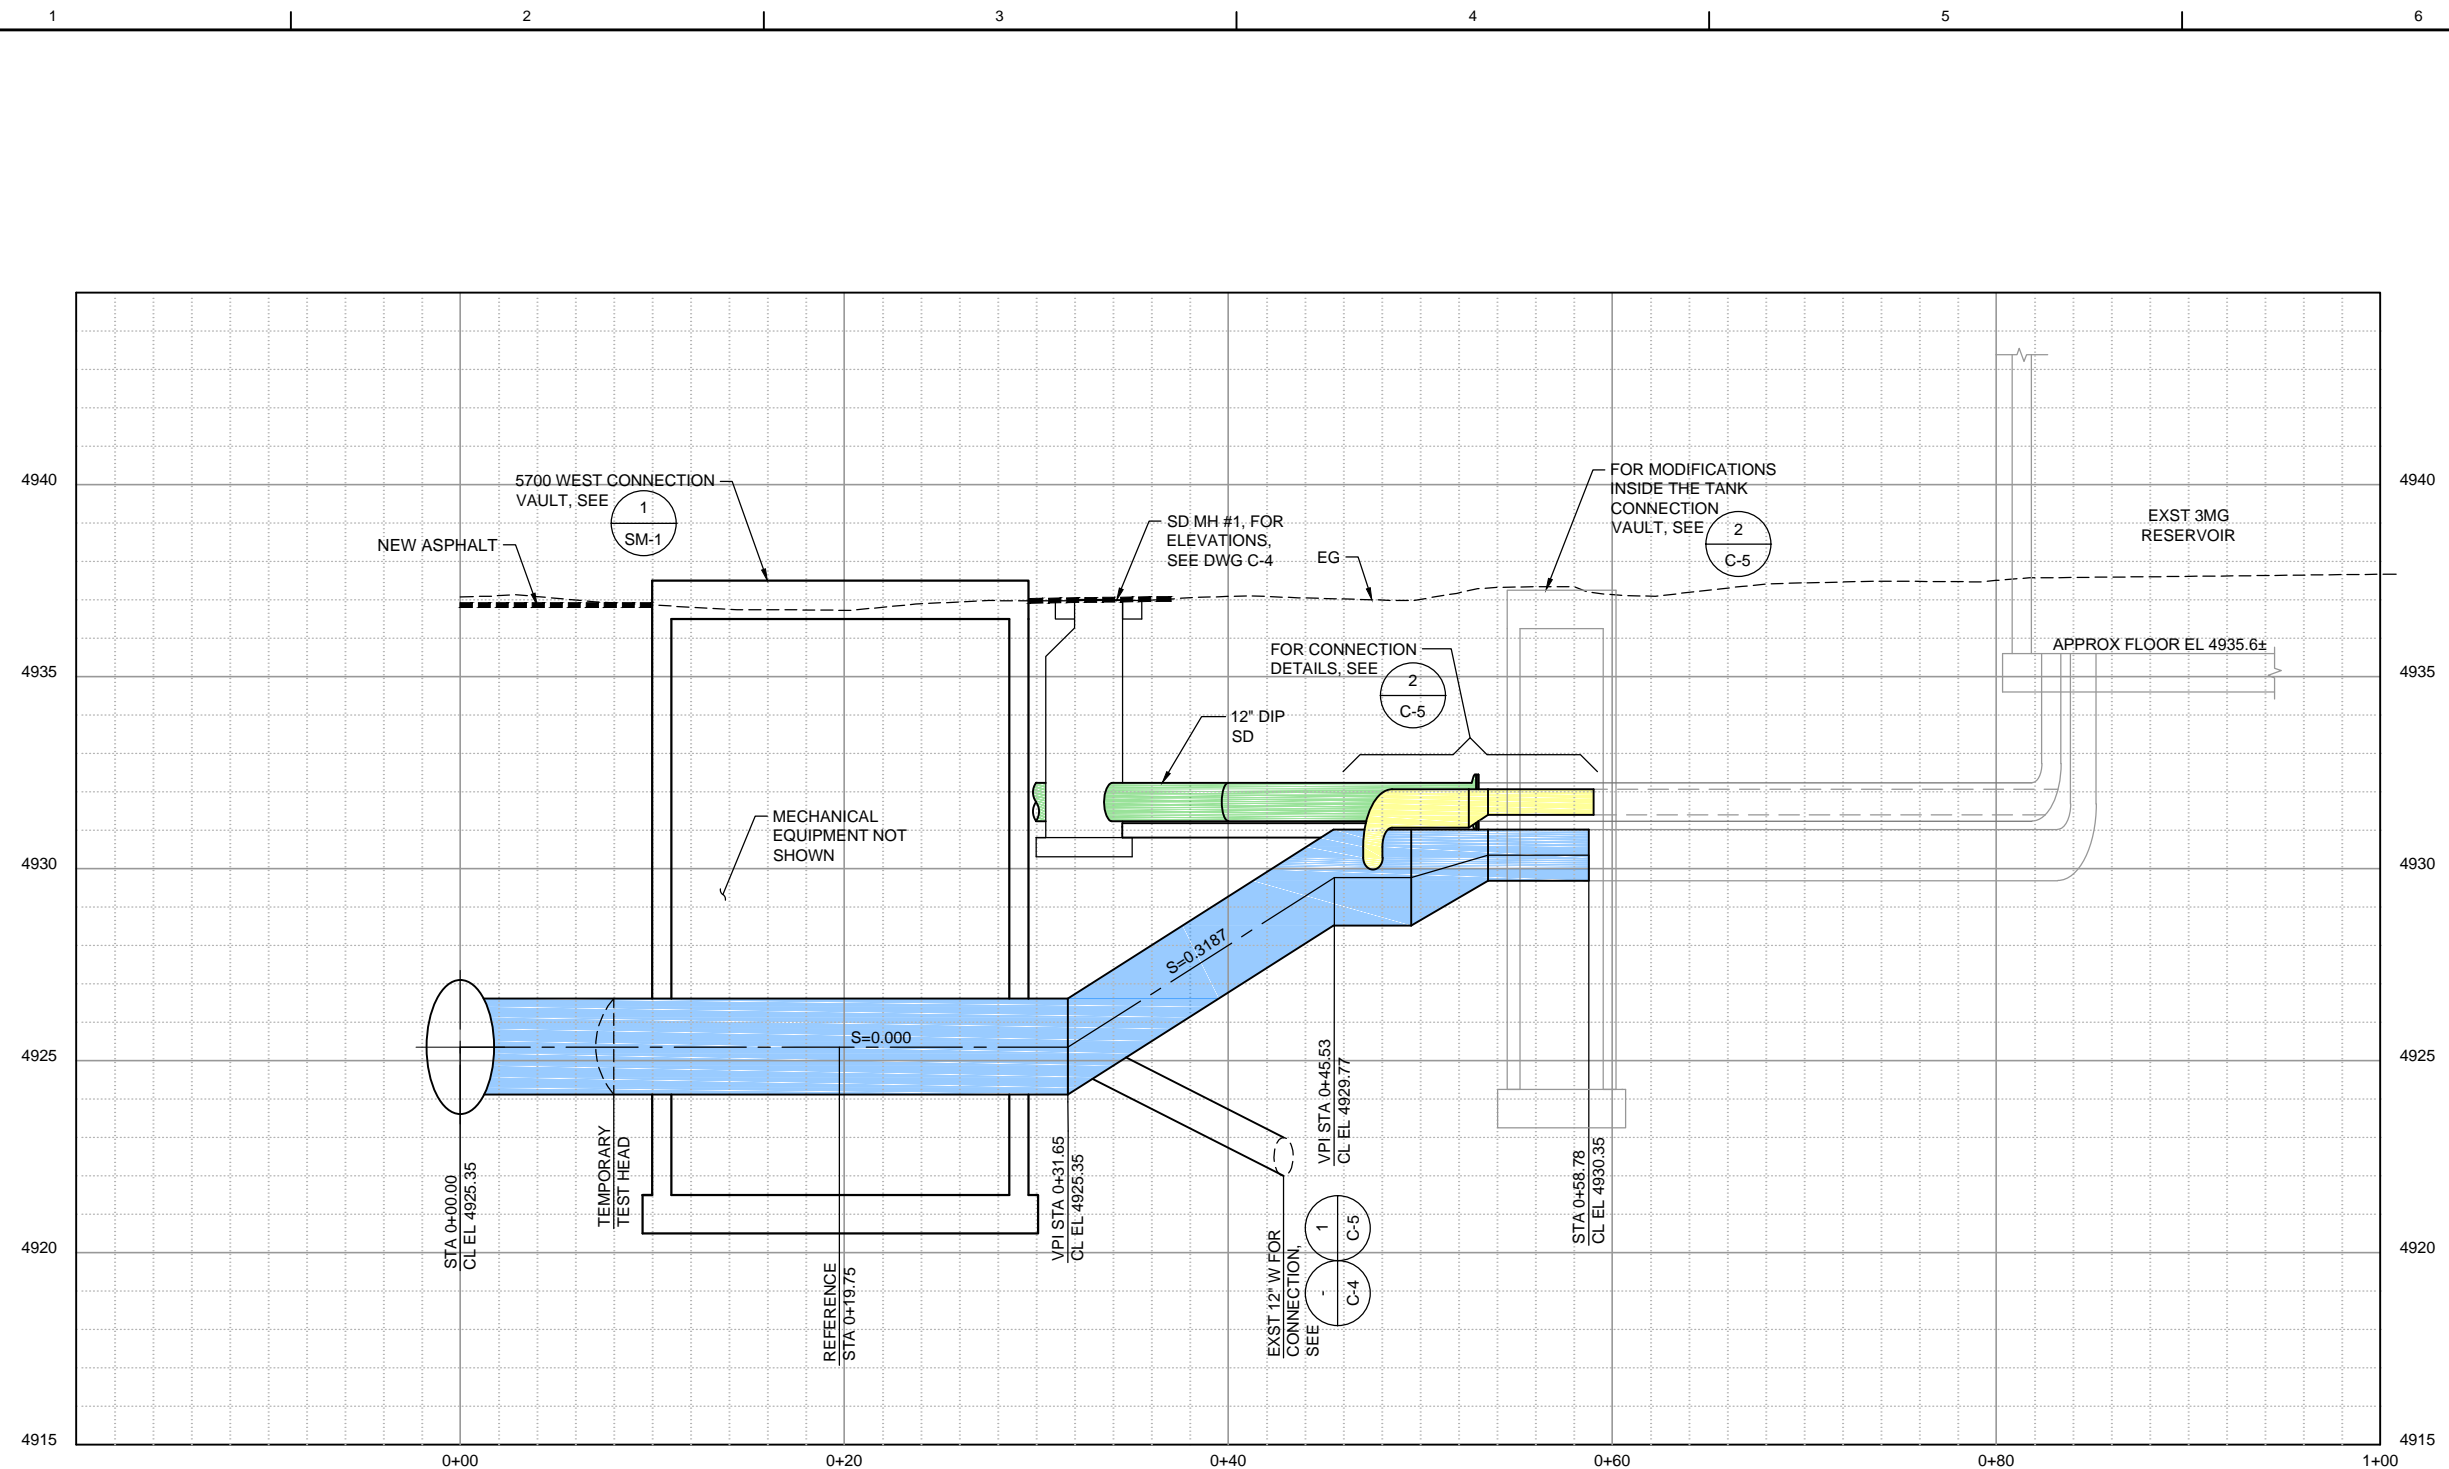 1 2 3 4 5 6
5700 WEST CONNECTION
VAULT, SEE
1
SM-1
NEW ASPHALT
SD MH #1, FOR
ELEVATIONS,
SEE DWG C-4
EG
FOR MODIFICATIONS
INSIDE THE TANK
CONNECTION
VAULT, SEE
2
C-5
EXST 3MG
RESERVOIR
APPROX FLOOR EL 4935.6±
FOR CONNECTION
DETAILS, SEE
2
C-5
12" DIP
SD
MECHANICAL
EQUIPMENT NOT
SHOWN
S=0.000
S=0.3187
STA 0+00.00
CL EL 4925.35
TEMPORARY
TEST HEAD
REFERENCE
STA 0+19.75
VPI STA 0+31.65
CL EL 4925.35
EXST 12" W FOR
CONNECTION,
SEE
1
C-5
-
C-4
VPI STA 0+45.53
CL EL 4929.77
STA 0+58.78
CL EL 4930.35
4940 4940
4935 4935
4930 4930
4925 4925
4920 4920
4915 4915
0+00 0+20 0+40 0+60 0+80 1+00